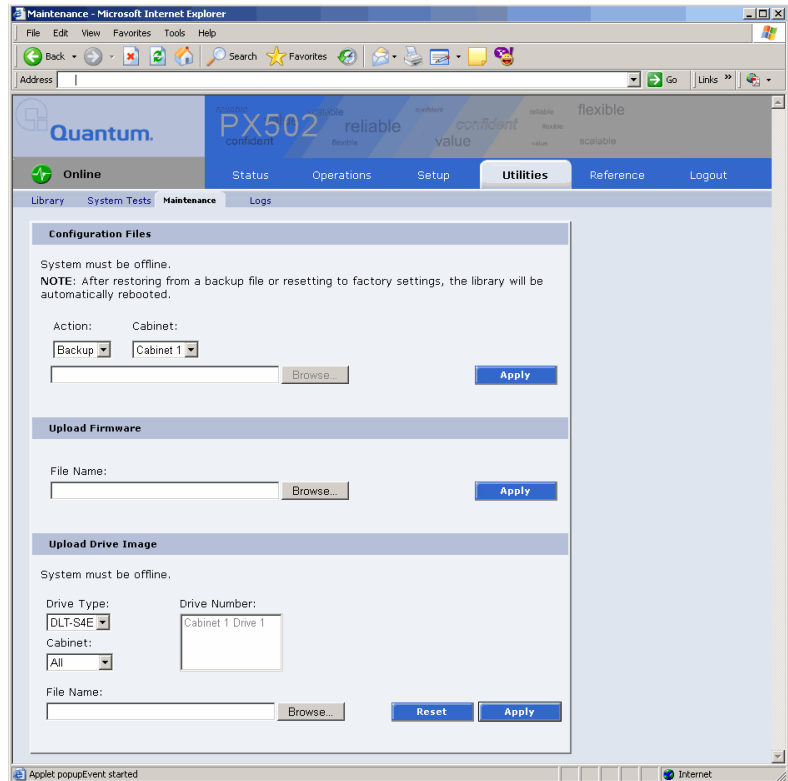 Maintenance - Microsoft Internet Explorer
File Edit View Favorites Tools Help
Back Search Favorites
Address Go Links »
Quantum.
PX502 reliable confident value flexible scalable
reliable
confident
flexible
Online Status Operations Setup Utilities Reference Logout
Library System Tests Maintenance Logs
Configuration Files
System must be offline.
NOTE: After restoring from a backup file or resetting to factory settings, the library will be
automatically rebooted.
Action: Cabinet:
Backup Cabinet 1
Browse... Apply
Upload Firmware
File Name:
Browse... Apply
Upload Drive Image
System must be offline.
Drive Type: Drive Number:
DLT-S4E Cabinet 1 Drive 1
Cabinet:
All
File Name:
Browse... Reset Apply
Applet popupEvent started Internet